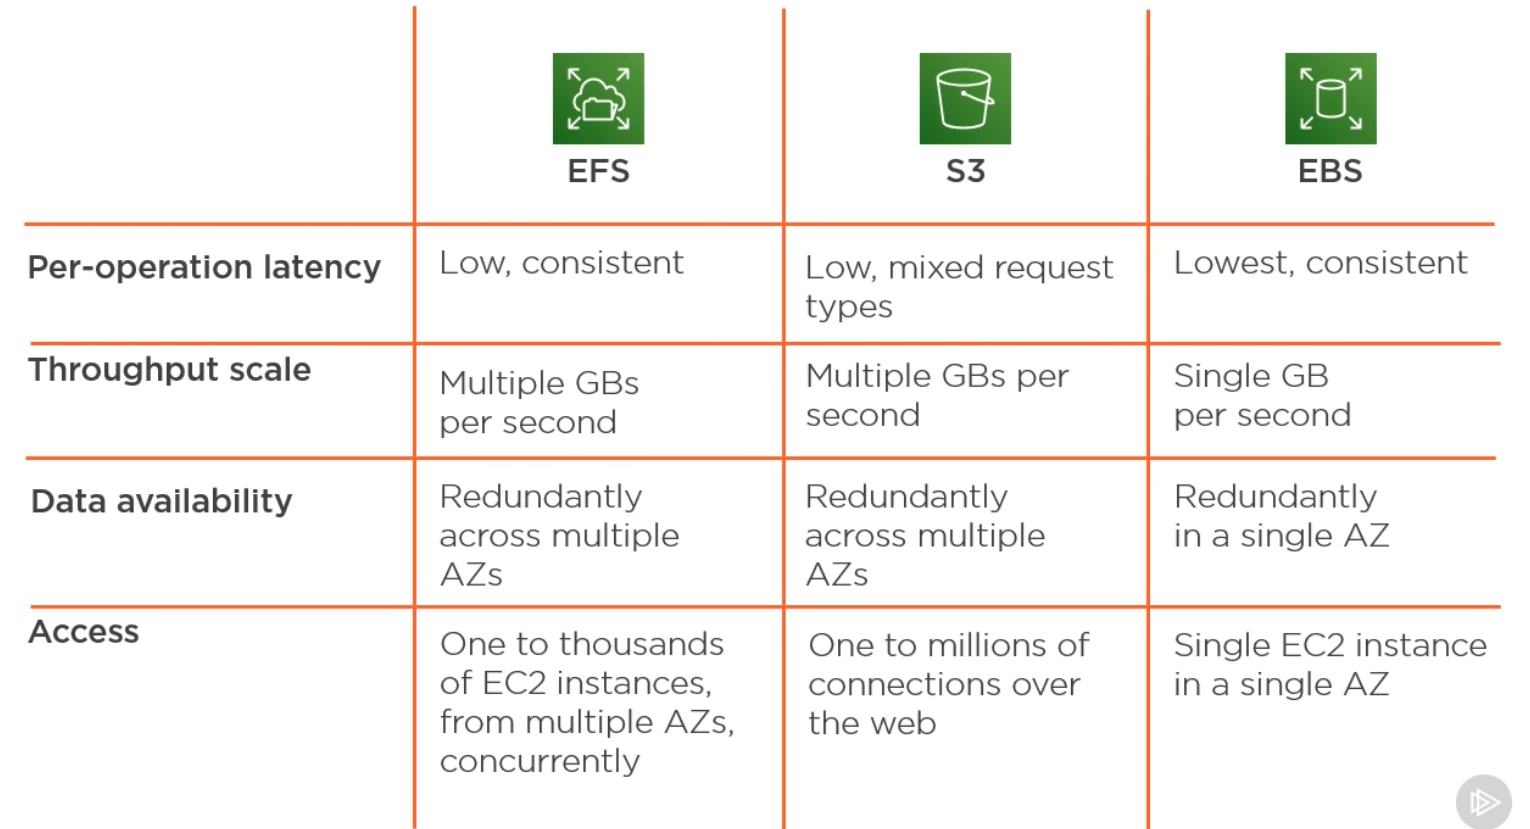 EFS
S3
EBS
Per-operation latency
Low, consistent
Low, mixed request
types
Lowest, consistent
Throughput scale
Multiple GBs
per second
Multiple GBs per
second
Single GB
per second
Data availability
Redundantly
across multiple
AZs
Redundantly
across multiple
AZs
Redundantly
in a single AZ
Access
One to thousands
of EC2 instances,
from multiple AZs,
concurrently
One to millions of
connections over
the web
Single EC2 instance
in a single AZ